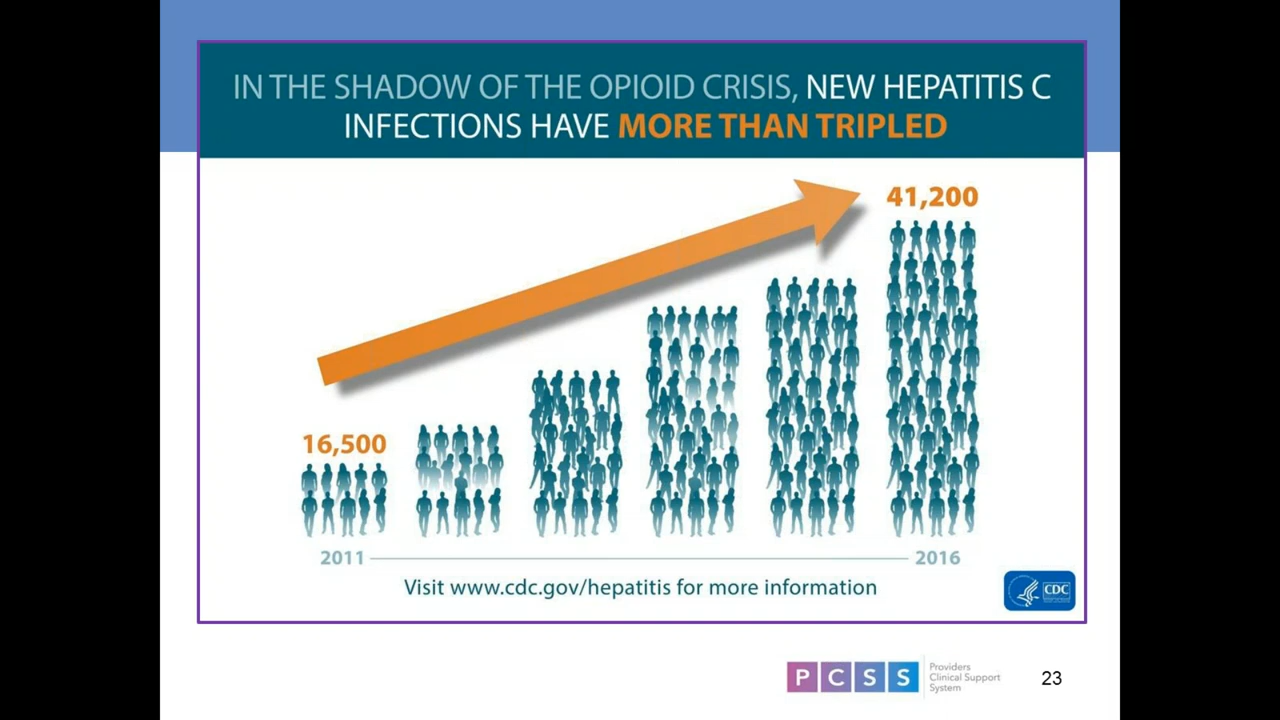 IN THE SHADOW OF THE OPIOID CRISIS, NEW HEPATITIS C
INFECTIONS HAVE MORE THAN TRIPLED
41,200
16,500
2011
2016
Visit www.cdc.gov/hepatitis for more information
CDC
PCSS
Providers
Clinical Support
System
23